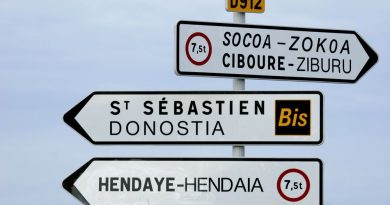 D912
7,5t
SOCOA – ZOKOA
CIBOURE-ZIBURU
ST SÉBASTIEN
DONOSTIA
Bis
HENDAYE-HENDAIA
7,5t